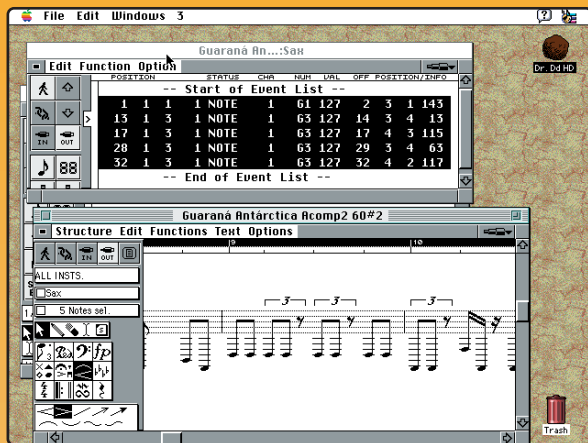 File Edit Windows 3
Guaraná An...:Sax
Edit Function Option
Dr. Dd HD
POSITION STATUS CHA NUM VAL OFF POSITION/INFO
-- Start of Event List --
1 1 1 1 NOTE 1 61 127 2 3 1 143
13 1 3 1 NOTE 1 63 127 14 3 4 13
17 1 3 1 NOTE 1 63 127 17 4 3 115
28 1 3 1 NOTE 1 63 127 29 3 4 63
32 1 3 1 NOTE 1 63 127 32 4 2 117
-- End of Event List --
IN OUT
88
Guaraná Antárctica Acomp2 60#2
Structure Edit Functions Text Options
IN OUT
9 10
ALL INSTS.
Sax
5 Notes sel.
3 3 3
Trash